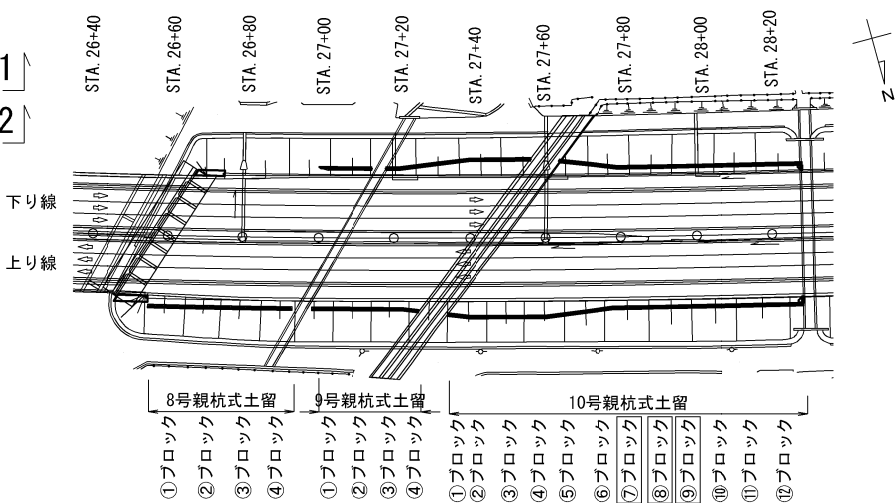 STA. 26+40
STA. 26+60
STA. 26+80
STA. 27+00
STA. 27+20
STA. 27+40
STA. 27+60
STA. 27+80
STA. 28+00
STA. 28+20
1
2
N
下り線
上り線
8号親杭式土留
9号親杭式土留
10号親杭式土留
①ブロック
②ブロック
③ブロック
④ブロック
①ブロック
②ブロック
③ブロック
④ブロック
①ブロック
②ブロック
③ブロック
④ブロック
⑤ブロック
⑥ブロック
⑦ブロック
⑧ブロック
⑨ブロック
⑩ブロック
⑪ブロック
⑫ブロック